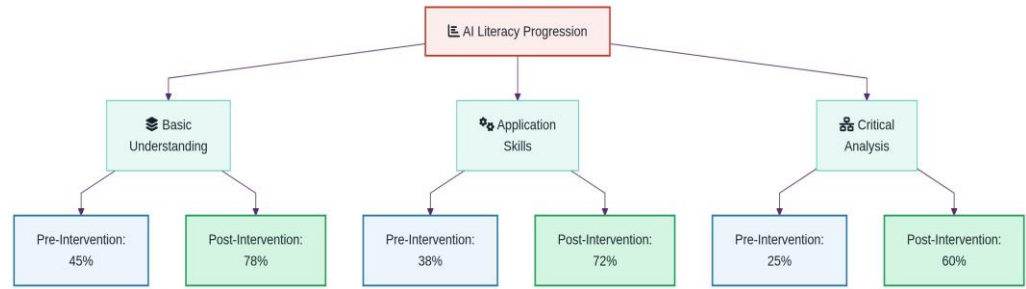 AI Literacy Progression
Basic
Understanding
Application
Skills
Critical
Analysis
Pre-Intervention:
45%
Post-Intervention:
78%
Pre-Intervention:
38%
Post-Intervention:
72%
Pre-Intervention:
25%
Post-Intervention:
60%